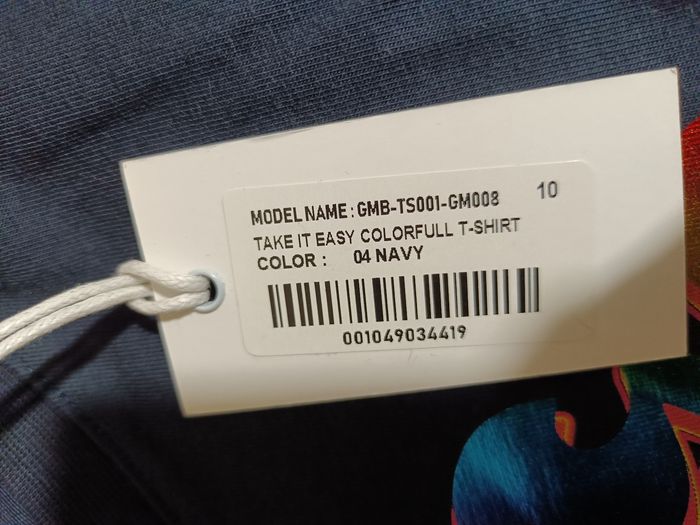 MODEL NAME : GMB-TS001-GM008 10
TAKE IT EASY COLORFULL T-SHIRT
COLOR : 04 NAVY
001049034419